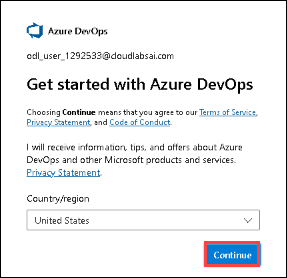 Azure DevOps
odl_user_1292533@cloudlabsai.com
Get started with Azure DevOps
Choosing Continue means that you agree to our Terms of Service,
Privacy Statement, and Code of Conduct.
I will receive information, tips, and offers about Azure
DevOps and other Microsoft products and services.
Privacy Statement.
Country/region
United States
Continue